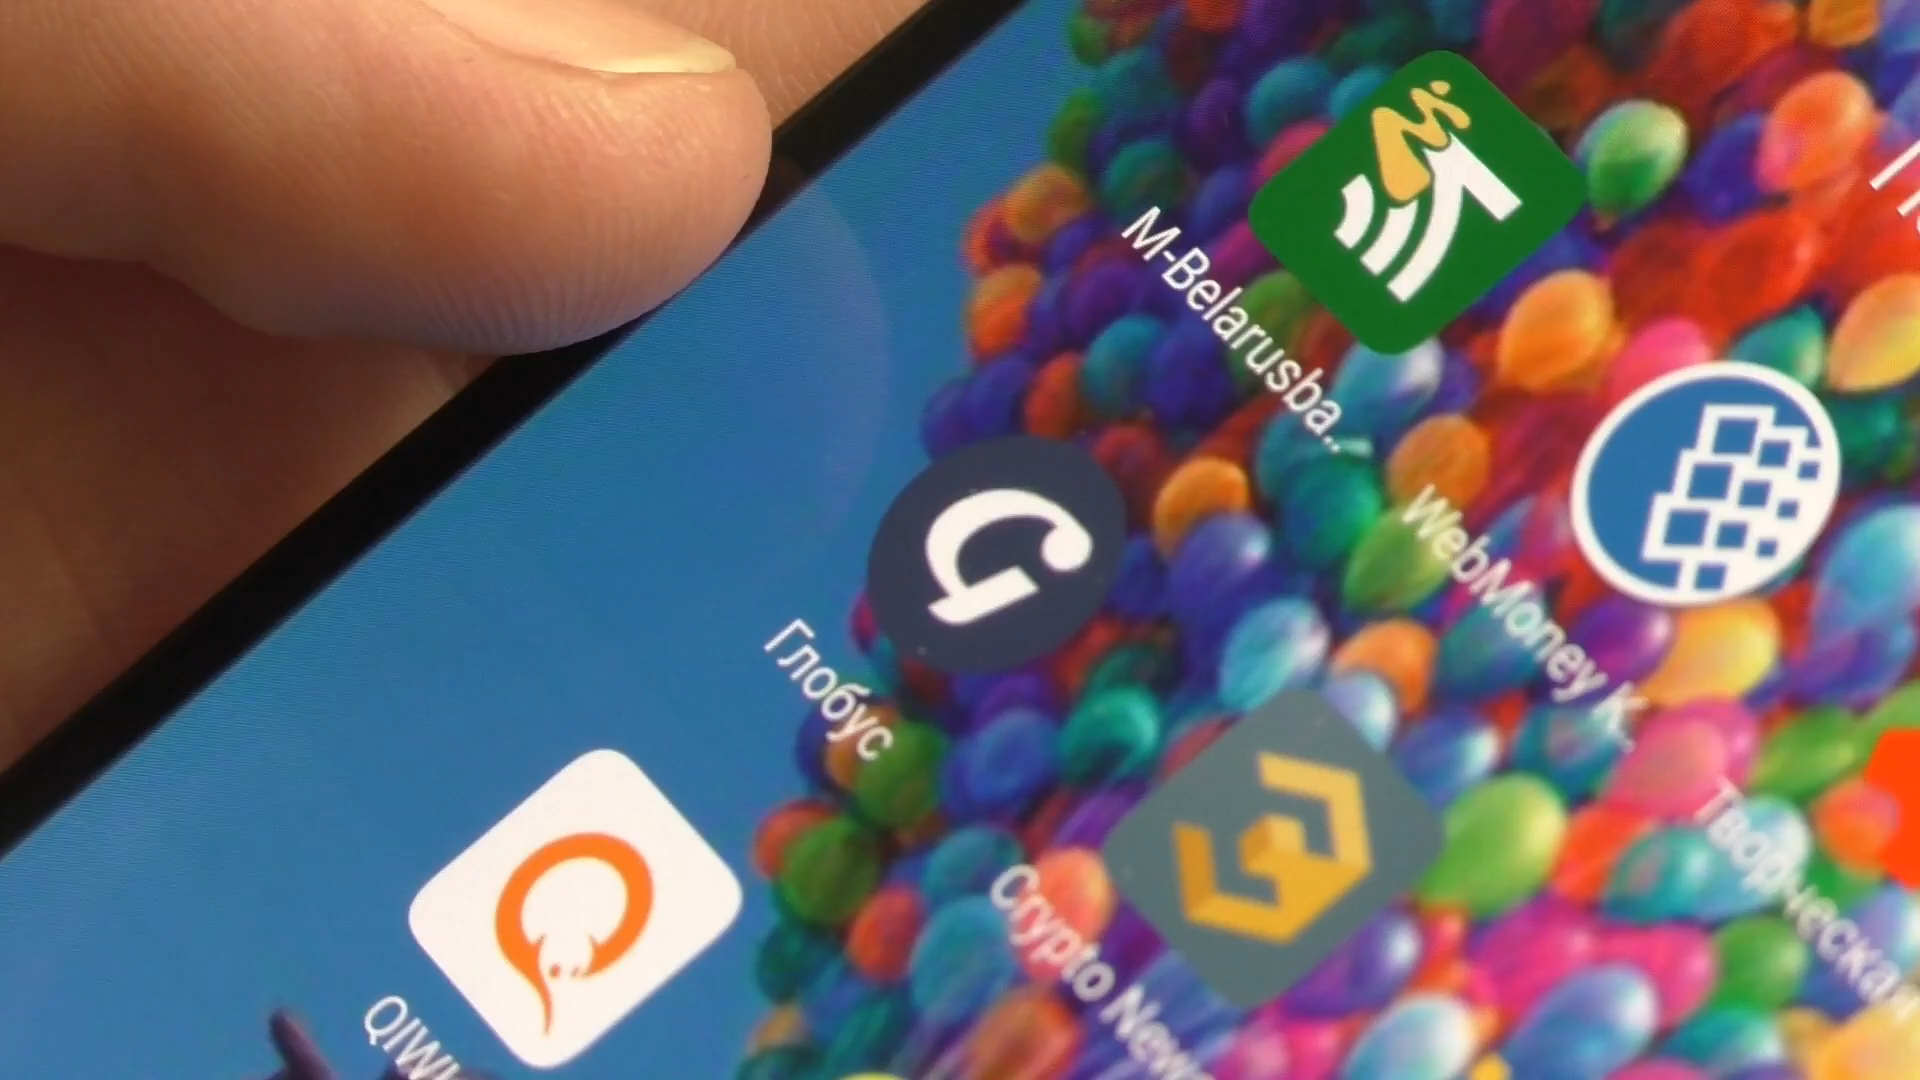 M-Belarusba..
WebMoney K..
Глобус
Творческая
Crypto News
QIWI